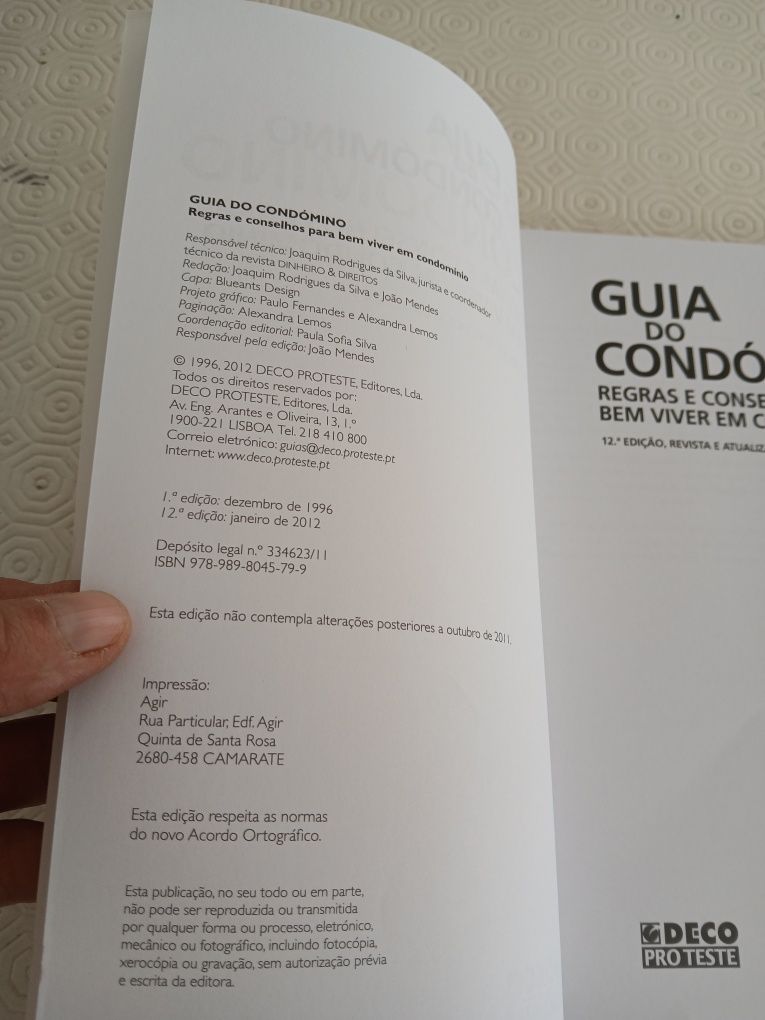 GUIA DO CONDÓMINO
Regras e conselhos para bem viver em condomínio
Responsável técnico: Joaquim Rodrigues da Silva, jurista e coordenador
técnico da revista DINHEIRO & DIREITOS
Redação: Joaquim Rodrigues da Silva e João Mendes
Capa: Blueants Design
Projeto gráfico: Paulo Fernandes e Alexandra Lemos
Paginação: Alexandra Lemos
Coordenação editorial: Paula Sofia Silva
Responsável pela edição: João Mendes
© 1996, 2012 DECO PROTESTE, Editores, Lda.
Todos os direitos reservados por:
DECO PROTESTE, Editores, Lda.
Av. Eng. Arantes e Oliveira, 13, 1.º
1900-221 LISBOA Tel. 218 410 800
Correio eletrónico: guias@deco.proteste.pt
Internet: www.deco.proteste.pt
1.ª edição: dezembro de 1996
12.ª edição: janeiro de 2012
Depósito legal n.º 334623/11
ISBN 978-989-8045-79-9
Esta edição não contempla alterações posteriores a outubro de 2011.
Impressão:
Agir
Rua Particular, Edf. Agir
Quinta de Santa Rosa
2680-458 CAMARATE
Esta edição respeita as normas
do novo Acordo Ortográfico.
Esta publicação, no seu todo ou em parte,
não pode ser reproduzida ou transmitida
por qualquer forma ou processo, eletrónico,
mecânico ou fotográfico, incluindo fotocópia,
xerocópia ou gravação, sem autorização prévia
e escrita da editora.
GUIA
DO
CONDÓ
REGRAS E CONSE
BEM VIVER EM C
12.ª EDIÇÃO, REVISTA E ATUALIZ
DECO
PROTESTE